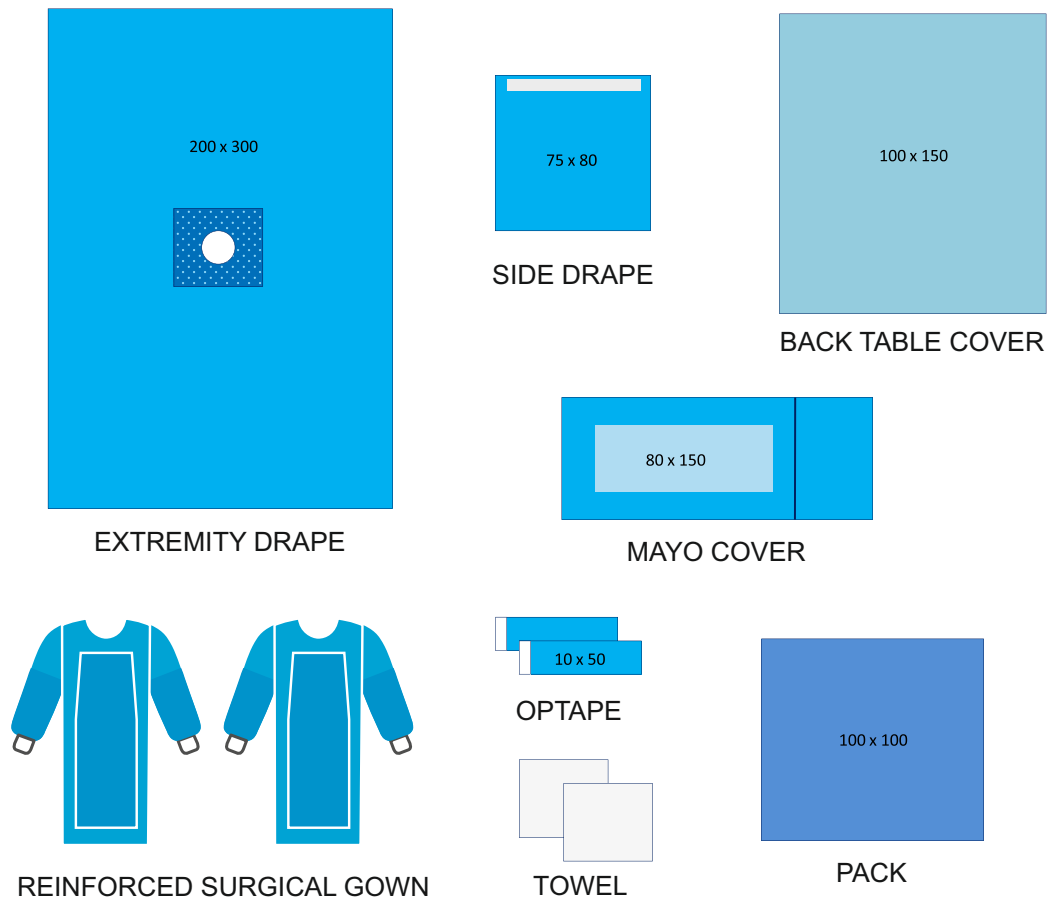 200 x 300
EXTREMITY DRAPE
75 x 80
SIDE DRAPE
100 x 150
BACK TABLE COVER
80 x 150
MAYO COVER
REINFORCED SURGICAL GOWN
10 x 50
OPTAPE
TOWEL
100 x 100
PACK